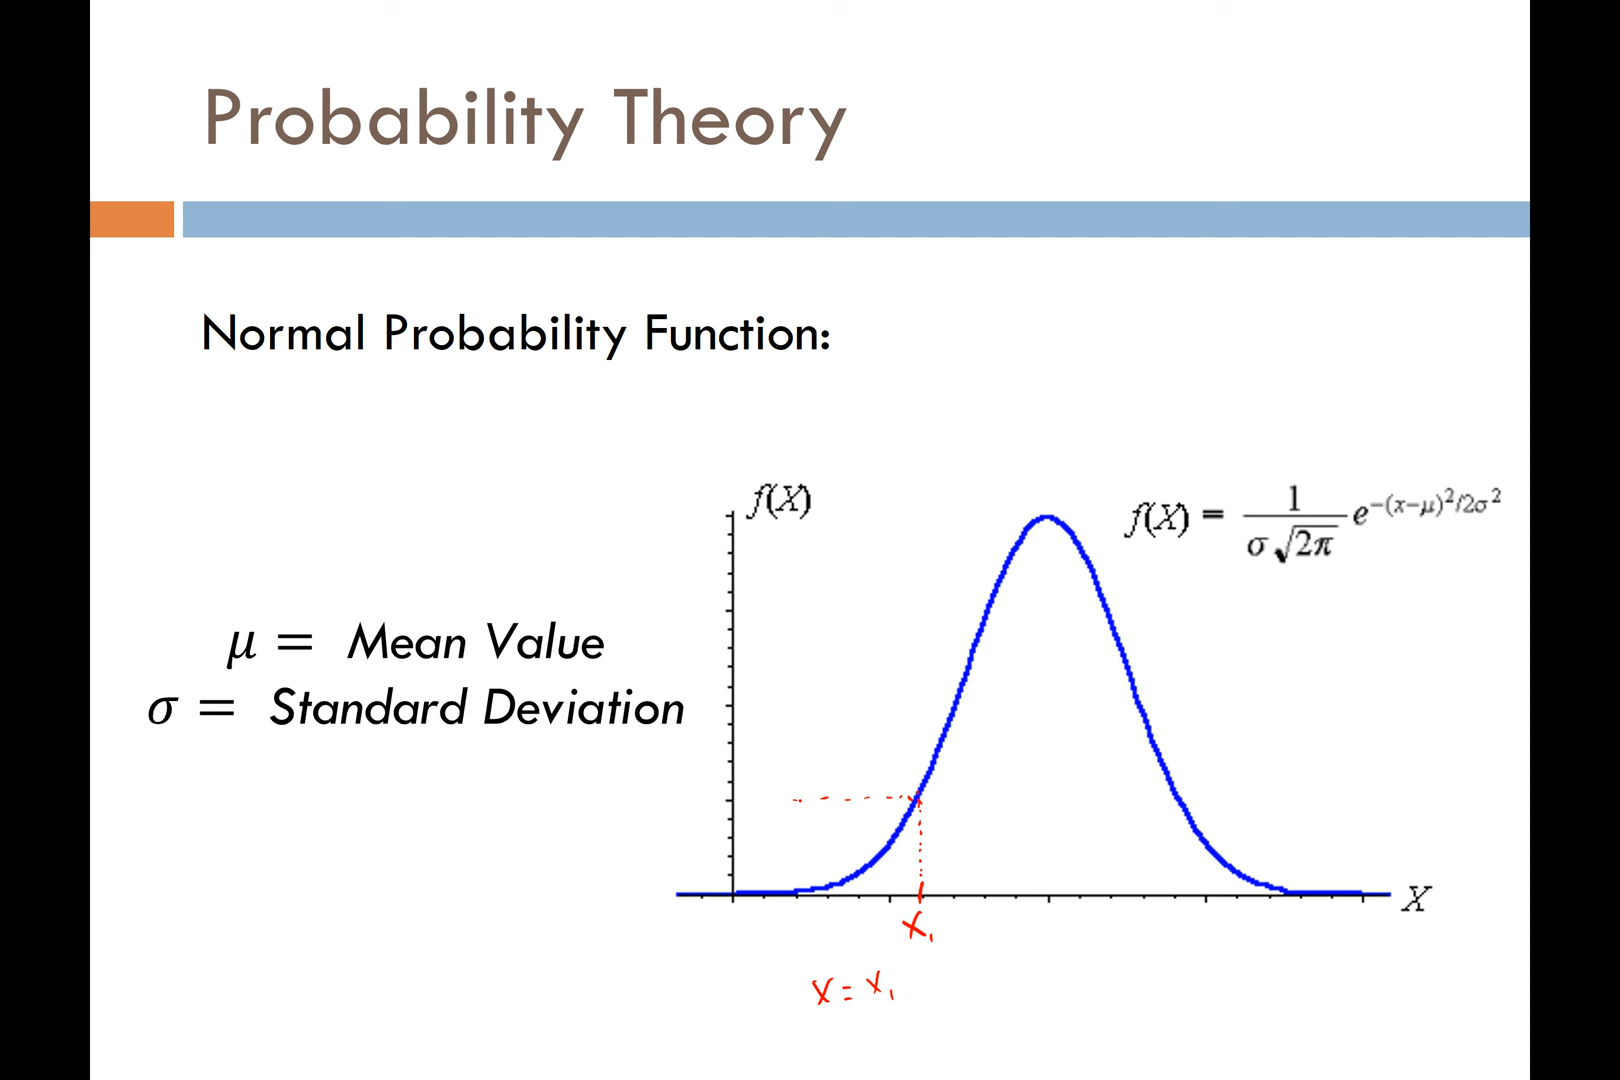 Probability Theory
Normal Probability Function:
f(X)
f(X) = 1/(σ√2π) e^−(x−μ)²/2σ²
μ = Mean Value
σ = Standard Deviation
X
x₁
x = x₁